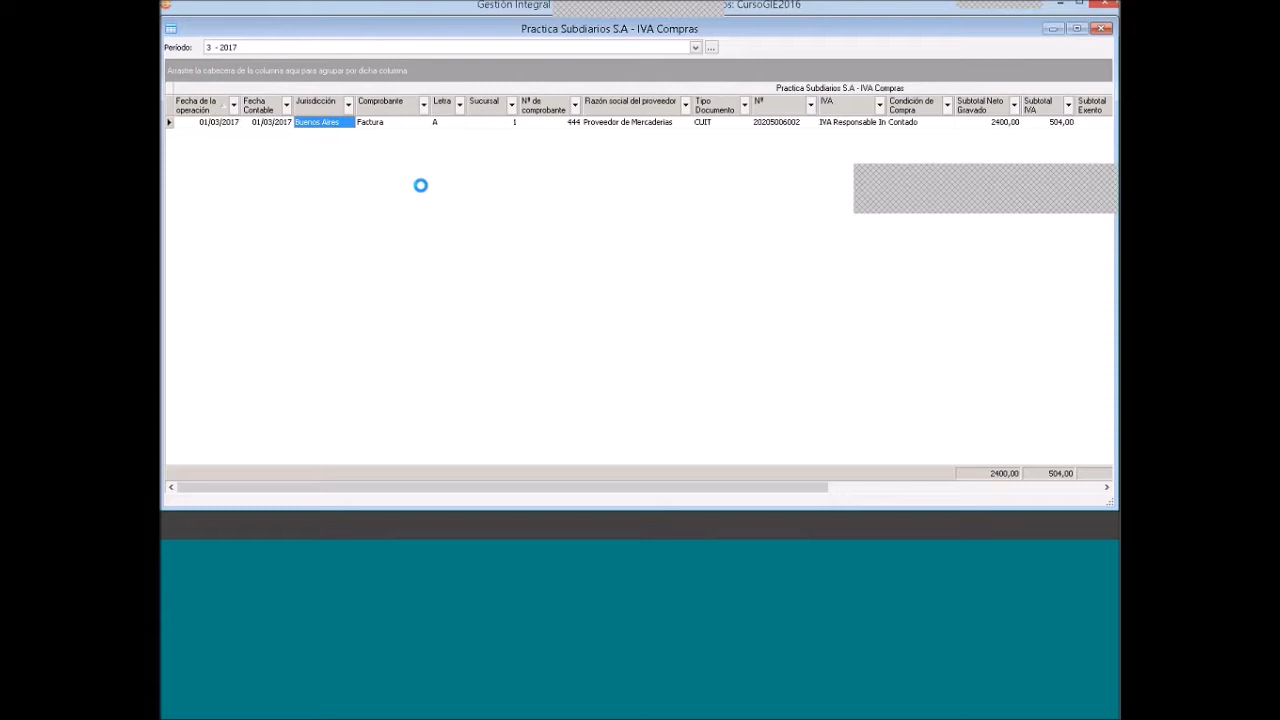 Gestión Integral os: CursoGIE2016
Practica Subdiarios S.A - IVA Compras
Período: 3 - 2017
Arrastre la cabecera de la columna aquí para agrupar por dicha columna
Practica Subdiarios S.A - IVA Compras
Fecha de la operación Fecha Contable Jurisdicción Comprobante Letra Sucursal Nº de comprobante Razón social del proveedor Tipo Documento Nº IVA Condición de Compra Subtotal Neto Gravado Subtotal IVA Subtotal Exento
01/03/2017 01/03/2017 Buenos Aires Factura A 1 444 Proveedor de Mercaderias CUIT 20205006002 IVA Responsable In Contado 2400,00 504,00
2400,00 504,00